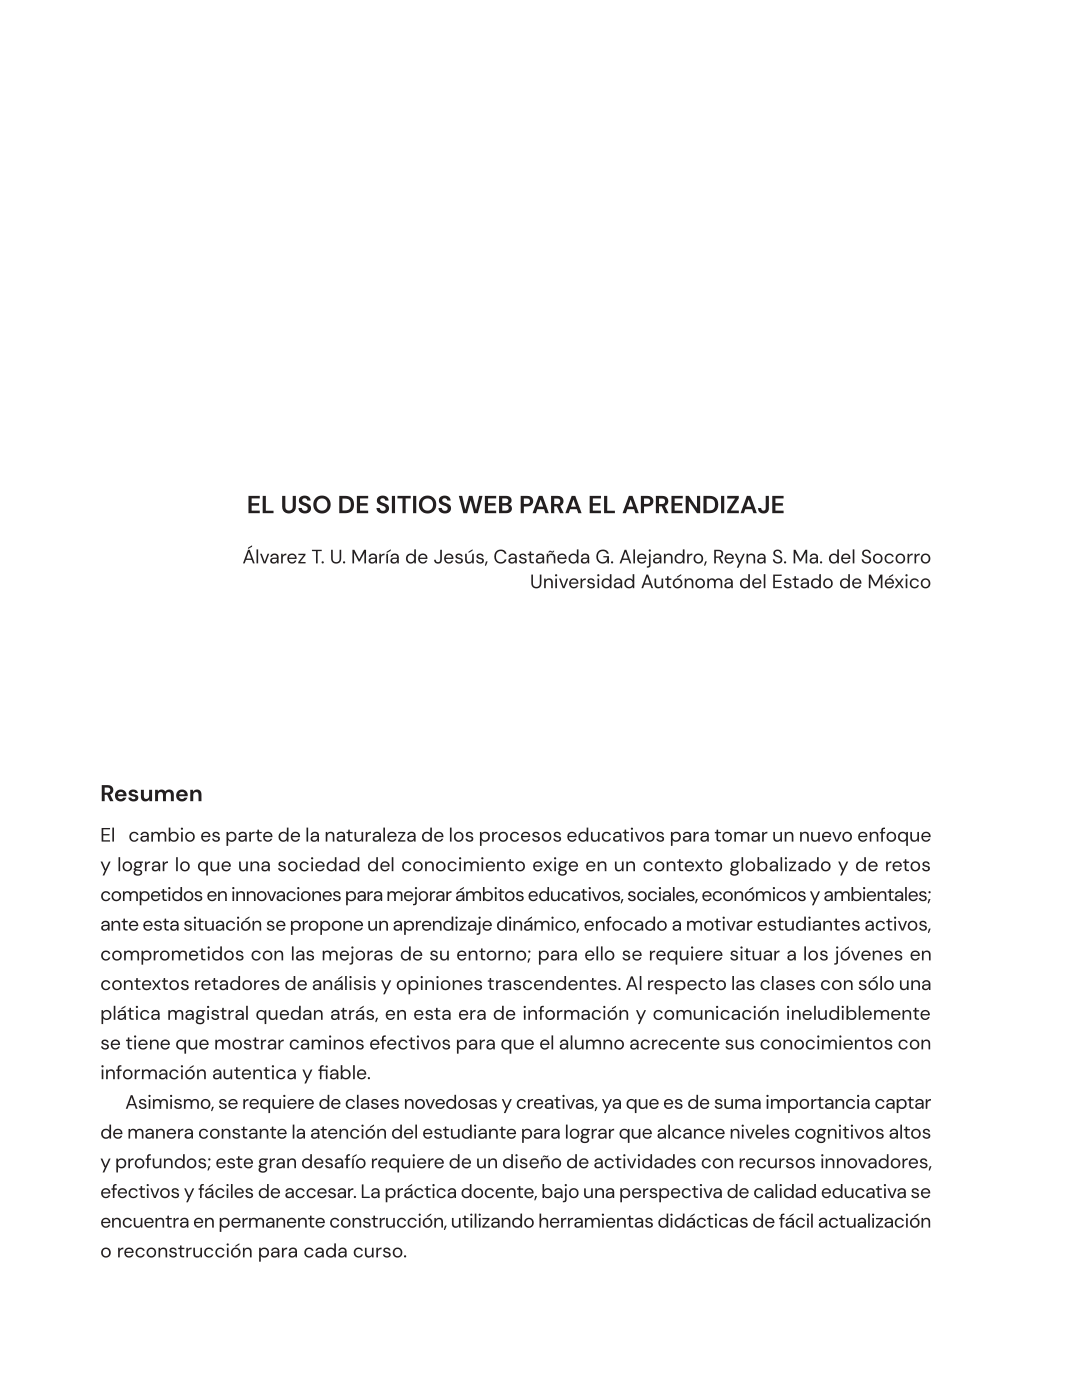 EL USO DE SITIOS WEB PARA EL APRENDIZAJE
Álvarez T. U. María de Jesús, Castañeda G. Alejandro, Reyna S. Ma. del Socorro
Universidad Autónoma del Estado de México
Resumen
El cambio es parte de la naturaleza de los procesos educativos para tomar un nuevo enfoque
y lograr lo que una sociedad del conocimiento exige en un contexto globalizado y de retos
competidos en innovaciones para mejorar ámbitos educativos, sociales, económicos y ambientales;
ante esta situación se propone un aprendizaje dinámico, enfocado a motivar estudiantes activos,
comprometidos con las mejoras de su entorno; para ello se requiere situar a los jóvenes en
contextos retadores de análisis y opiniones trascendentes. Al respecto las clases con sólo una
plática magistral quedan atrás, en esta era de información y comunicación ineludiblemente
se tiene que mostrar caminos efectivos para que el alumno acrecente sus conocimientos con
información autentica y fiable.
Asimismo, se requiere de clases novedosas y creativas, ya que es de suma importancia captar
de manera constante la atención del estudiante para lograr que alcance niveles cognitivos altos
y profundos; este gran desafío requiere de un diseño de actividades con recursos innovadores,
efectivos y fáciles de accesar. La práctica docente, bajo una perspectiva de calidad educativa se
encuentra en permanente construcción, utilizando herramientas didácticas de fácil actualización
o reconstrucción para cada curso.